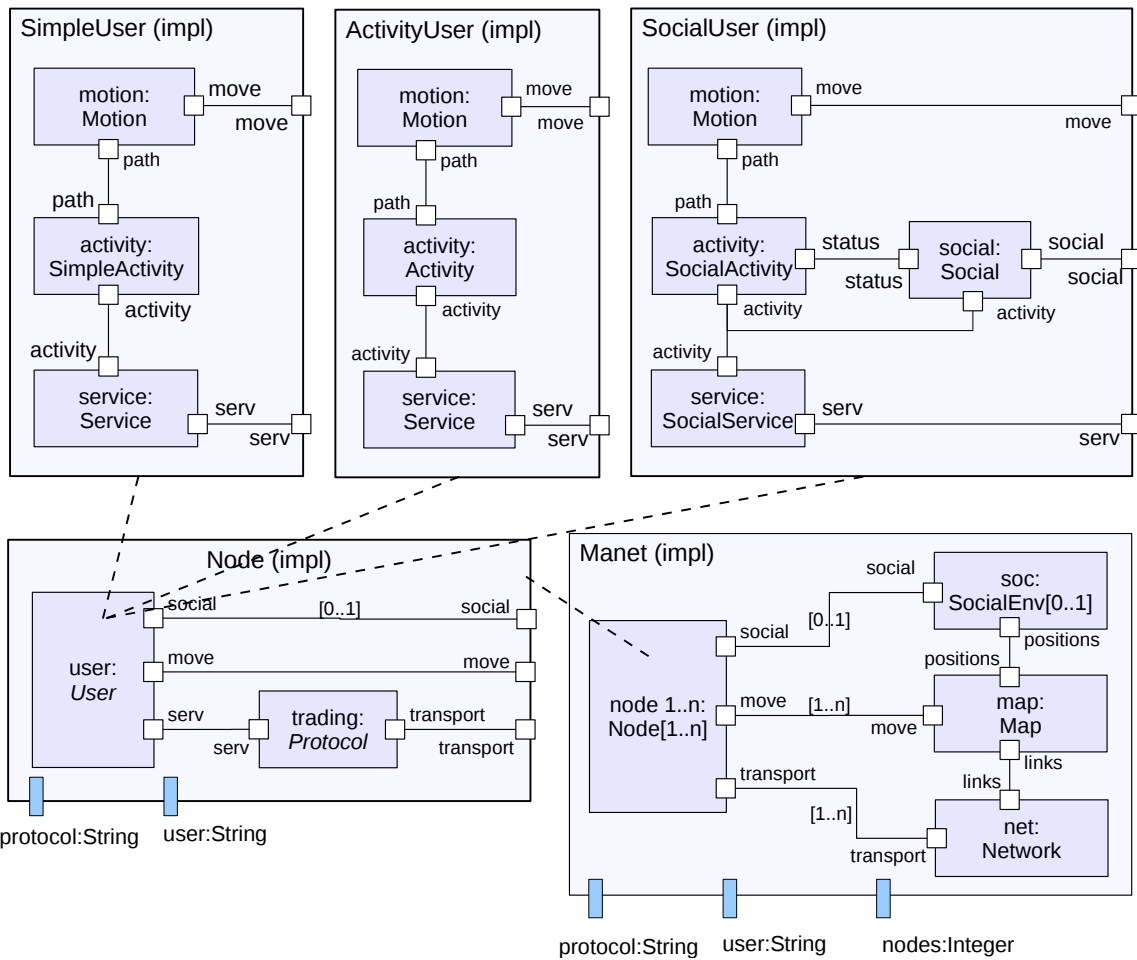 SimpleUser (impl)
motion:
Motion
move
move
path
path
activity:
SimpleActivity
activity
activity
service:
Service
serv
serv
ActivityUser (impl)
motion:
Motion
move
move
path
path
activity:
Activity
activity
activity
service:
Service
serv
serv
SocialUser (impl)
motion:
Motion
move
move
path
path
activity:
SocialActivity
status
status
social:
Social
social
social
activity
activity
activity
service:
SocialService
serv
serv
Node (impl)
user:
User
social
[0..1]
social
move
move
serv
serv
trading:
Protocol
transport
transport
protocol:String
user:String
Manet (impl)
node 1..n:
Node[1..n]
social
[0..1]
social
soc:
SocialEnv[0..1]
positions
positions
move
[1..n]
move
map:
Map
links
links
transport
[1..n]
transport
net:
Network
protocol:String
user:String
nodes:Integer